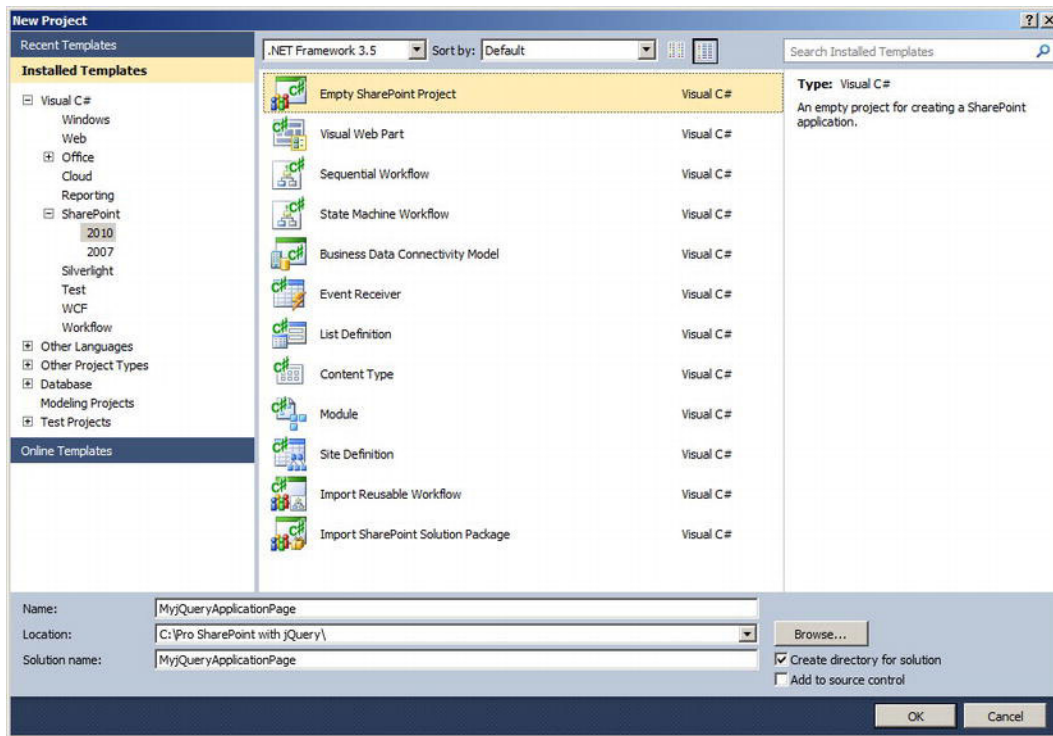 New Project
Recent Templates
Installed Templates
Visual C#
Windows
Web
Office
Cloud
Reporting
SharePoint
2010
2007
Silverlight
Test
WCF
Workflow
Other Languages
Other Project Types
Database
Modeling Projects
Test Projects
Online Templates
.NET Framework 3.5 Sort by: Default
Empty SharePoint Project Visual C#
Visual Web Part Visual C#
Sequential Workflow Visual C#
State Machine Workflow Visual C#
Business Data Connectivity Model Visual C#
Event Receiver Visual C#
List Definition Visual C#
Content Type Visual C#
Module Visual C#
Site Definition Visual C#
Import Reusable Workflow Visual C#
Import SharePoint Solution Package Visual C#
Search Installed Templates
Type: Visual C#
An empty project for creating a SharePoint
application.
Name: MyjQueryApplicationPage
Location: C:\Pro SharePoint with jQuery\ Browse...
Solution name: MyjQueryApplicationPage
Create directory for solution
Add to source control
OK Cancel